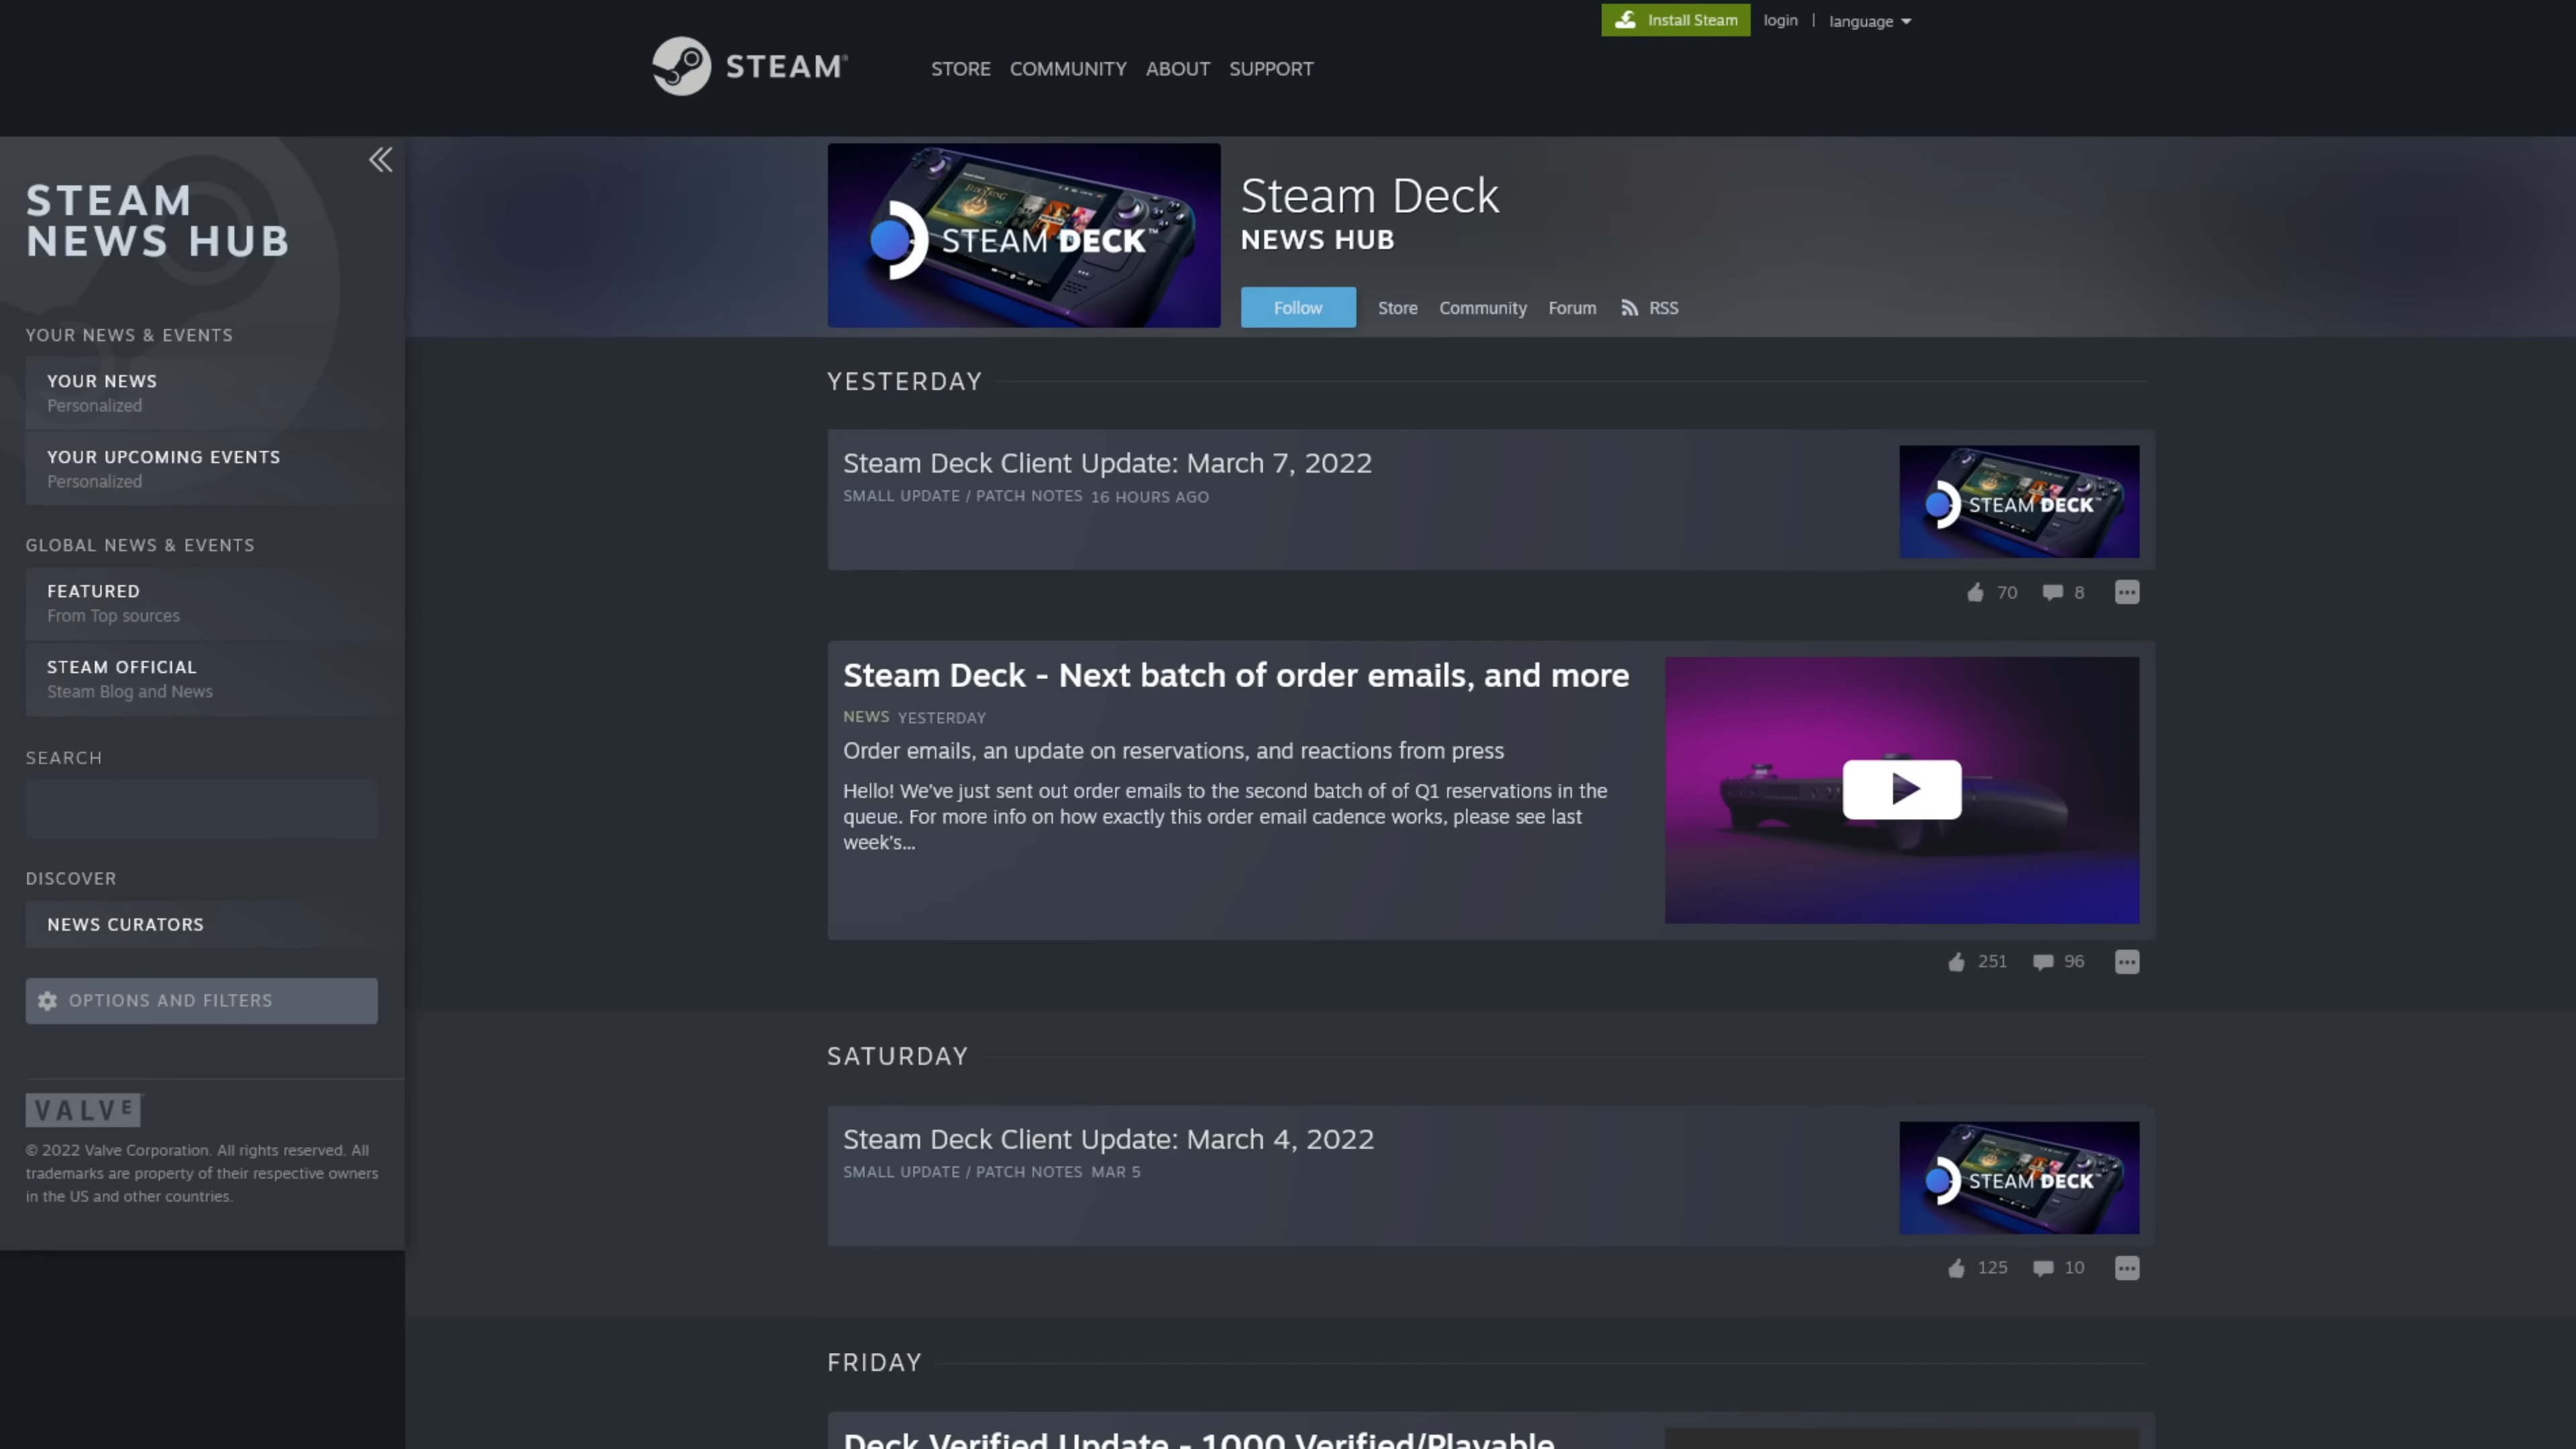 Install Steam
login | language
STEAM®
STORE COMMUNITY ABOUT SUPPORT
STEAM
NEWS HUB
YOUR NEWS & EVENTS
YOUR NEWS
Personalized
YOUR UPCOMING EVENTS
Personalized
GLOBAL NEWS & EVENTS
FEATURED
From Top sources
STEAM OFFICIAL
Steam Blog and News
SEARCH
DISCOVER
NEWS CURATORS
OPTIONS AND FILTERS
VALVE
© 2022 Valve Corporation. All rights reserved. All
trademarks are property of their respective owners
in the US and other countries.
STEAM DECK™
Steam Deck
NEWS HUB
Follow Store Community Forum RSS
YESTERDAY
Steam Deck Client Update: March 7, 2022
SMALL UPDATE / PATCH NOTES 16 HOURS AGO
STEAM DECK
70 8
Steam Deck - Next batch of order emails, and more
NEWS YESTERDAY
Order emails, an update on reservations, and reactions from press
Hello! We've just sent out order emails to the second batch of of Q1 reservations in the
queue. For more info on how exactly this order email cadence works, please see last
week's...
251 96
SATURDAY
Steam Deck Client Update: March 4, 2022
SMALL UPDATE / PATCH NOTES MAR 5
STEAM DECK
125 10
FRIDAY
Deck Verified Update - 1000 Verified/Playable